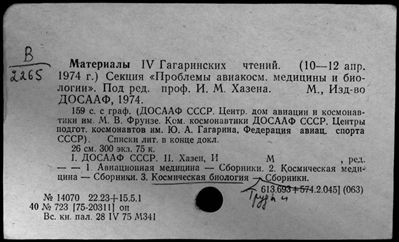 В
2265
Материалы IV Гагаринских чтений. (10—12 апр.
1974 г.) Секция «Проблемы авиакосм. медицины и био-
логии». Под ред. проф. И. М. Хазена. М., Изд-во
ДОСААФ, 1974.
159 с. с граф. (ДОСААФ СССР. Центр. дом авиации и космонав-
тики им. М. В. Фрунзе. Ком. космонавтики ДОСААФ СССР. Центры
подгот. космонавтов им. Ю. А. Гагарина. Федерация авиац. спорта
СССР). Списки лит. в конце докл.
26 см. 300 экз. 75 к.
I. ДОСААФ СССР. II. Хазен, И М , ред.
— — 1. Авиационная медицина — Сборники. 2. Космическая меди-
цина — Сборники. 3. Космическая биология — Сборники.
613.693+574.2.045] (063)
Труды
№ 14070 22.23+15.5.1
40 № 723 [75-20311] оп
Вс. кн. пал. 28 IV 75 М341